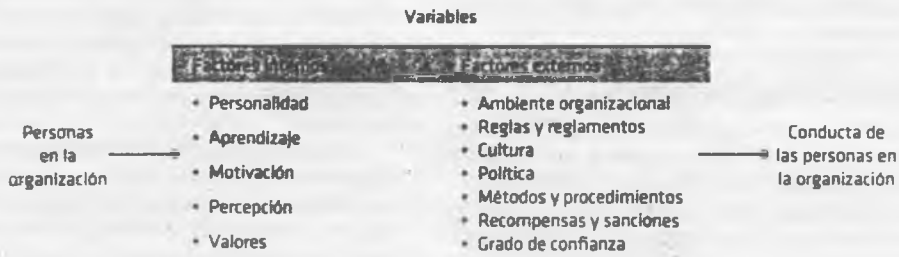 Variables
Factores internos
Factores externos
Personas
en la
organización
• Personalidad
• Aprendizaje
• Motivación
• Percepción
• Valores
• Ambiente organizacional
• Reglas y reglamentos
• Cultura
• Política
• Métodos y procedimientos
• Recompensas y sanciones
• Grado de confianza
Conducta de
las personas en
la organización